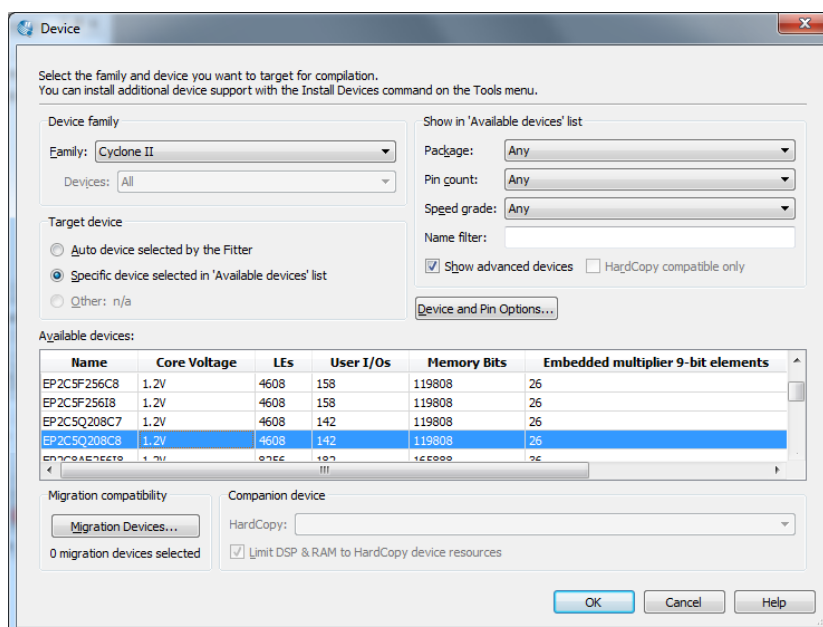 Device
Select the family and device you want to target for compilation.
You can install additional device support with the Install Devices command on the Tools menu.
Device family
Family: Cyclone II
Devices: All
Target device
Auto device selected by the Fitter
Specific device selected in 'Available devices' list
Other: n/a
Show in 'Available devices' list
Package: Any
Pin count: Any
Speed grade: Any
Name filter:
Show advanced devices HardCopy compatible only
Device and Pin Options...
Available devices:
Name Core Voltage LEs User I/Os Memory Bits Embedded multiplier 9-bit elements
EP2C5F256C8 1.2V 4608 158 119808 26
EP2C5F256I8 1.2V 4608 158 119808 26
EP2C5Q208C7 1.2V 4608 142 119808 26
EP2C5Q208C8 1.2V 4608 142 119808 26
EP2C8AF256I8 1.2V 8256 182 165888 36
Migration compatibility
Migration Devices...
0 migration devices selected
Companion device
HardCopy:
Limit DSP & RAM to HardCopy device resources
OK Cancel Help